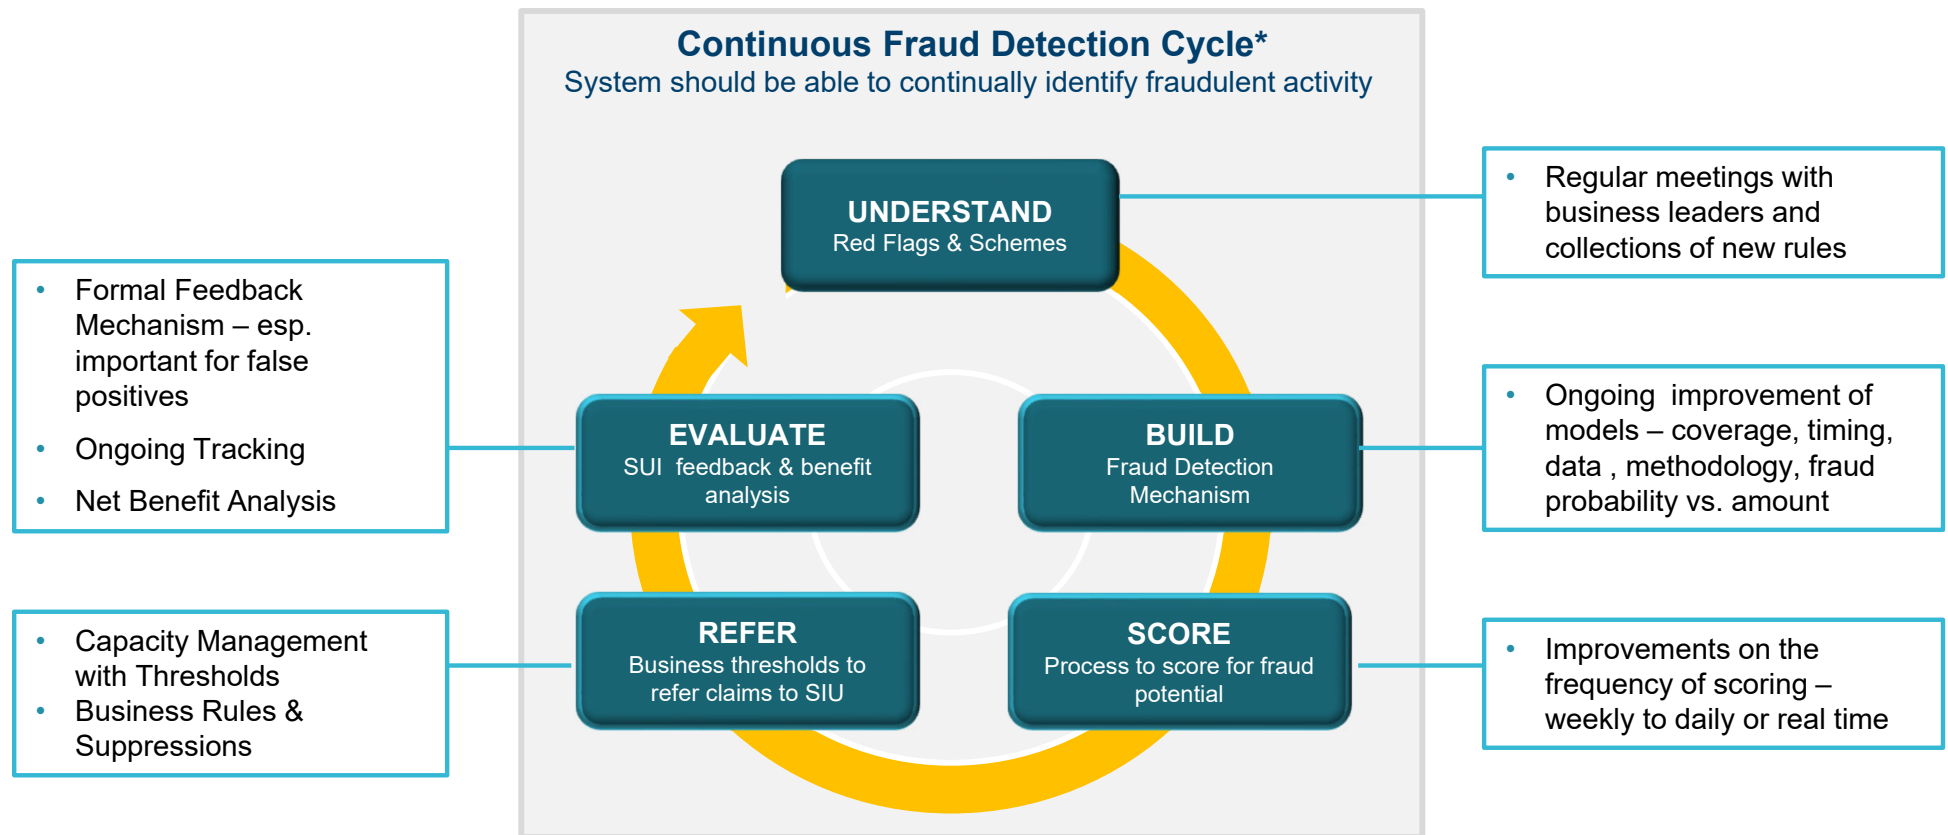 Continuous Fraud Detection Cycle*
System should be able to continually identify fraudulent activity
UNDERSTAND
Red Flags & Schemes
• Regular meetings with
business leaders and
collections of new rules
• Formal Feedback
Mechanism – esp.
important for false
positives
• Ongoing Tracking
• Net Benefit Analysis
EVALUATE
SUI feedback & benefit
analysis
BUILD
Fraud Detection
Mechanism
• Ongoing improvement of
models – coverage, timing,
data , methodology, fraud
probability vs. amount
• Capacity Management
with Thresholds
• Business Rules &
Suppressions
REFER
Business thresholds to
refer claims to SIU
SCORE
Process to score for fraud
potential
• Improvements on the
frequency of scoring –
weekly to daily or real time